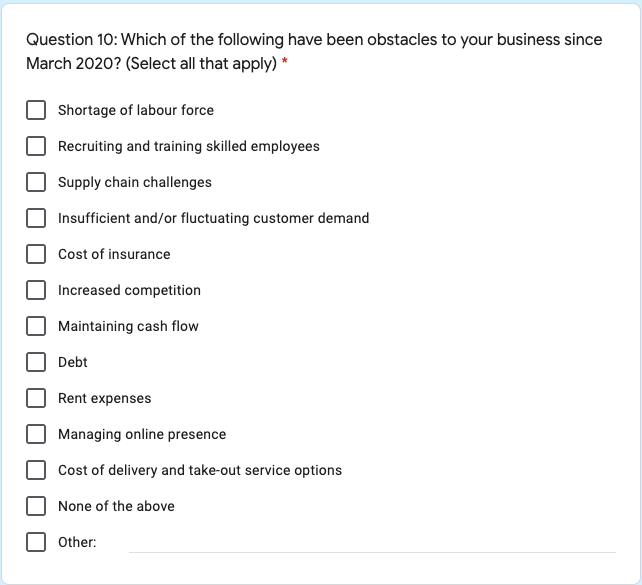 Question 10: Which of the following have been obstacles to your business since
March 2020? (Select all that apply) *
Shortage of labour force
Recruiting and training skilled employees
Supply chain challenges
Insufficient and/or fluctuating customer demand
Cost of insurance
Increased competition
Maintaining cash flow
Debt
Rent expenses
Managing online presence
Cost of delivery and take-out service options
None of the above
Other: